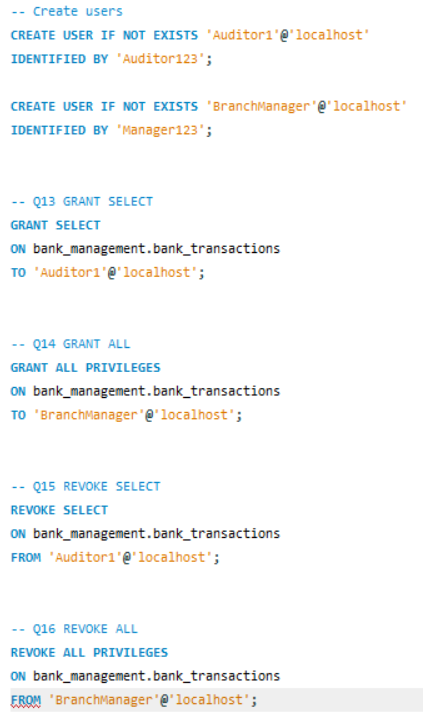 -- Create users
CREATE USER IF NOT EXISTS 'Auditor1'@'localhost'
IDENTIFIED BY 'Auditor123';
CREATE USER IF NOT EXISTS 'BranchManager'@'localhost'
IDENTIFIED BY 'Manager123';
-- Q13 GRANT SELECT
GRANT SELECT
ON bank_management.bank_transactions
TO 'Auditor1'@'localhost';
-- Q14 GRANT ALL
GRANT ALL PRIVILEGES
ON bank_management.bank_transactions
TO 'BranchManager'@'localhost';
-- Q15 REVOKE SELECT
REVOKE SELECT
ON bank_management.bank_transactions
FROM 'Auditor1'@'localhost';
-- Q16 REVOKE ALL
REVOKE ALL PRIVILEGES
ON bank_management.bank_transactions
FROM 'BranchManager'@'localhost';